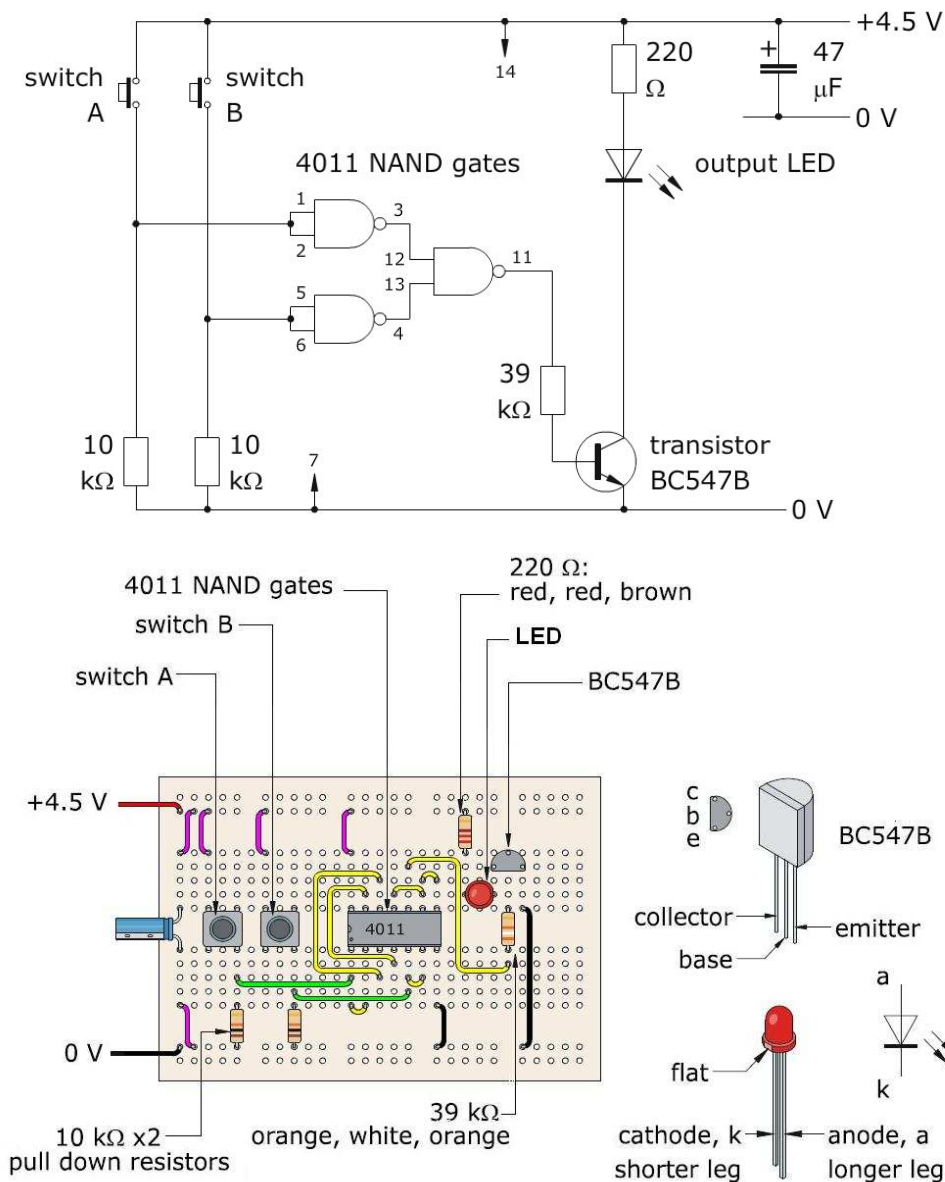 +4.5 V
switch
A
switch
B
14
220
Ω
+
47
µF
0 V
4011 NAND gates
output LED
1
2
3
12
13
11
5
6
4
39
kΩ
10
kΩ
10
kΩ
7
transistor
BC547B
0 V
4011 NAND gates
220 Ω:
red, red, brown
switch B
LED
switch A
BC547B
+4.5 V
4011
0 V
10 kΩ x2
pull down resistors
39 kΩ
orange, white, orange
c
b
e
BC547B
collector
base
emitter
a
k
flat
cathode, k
shorter leg
anode, a
longer leg